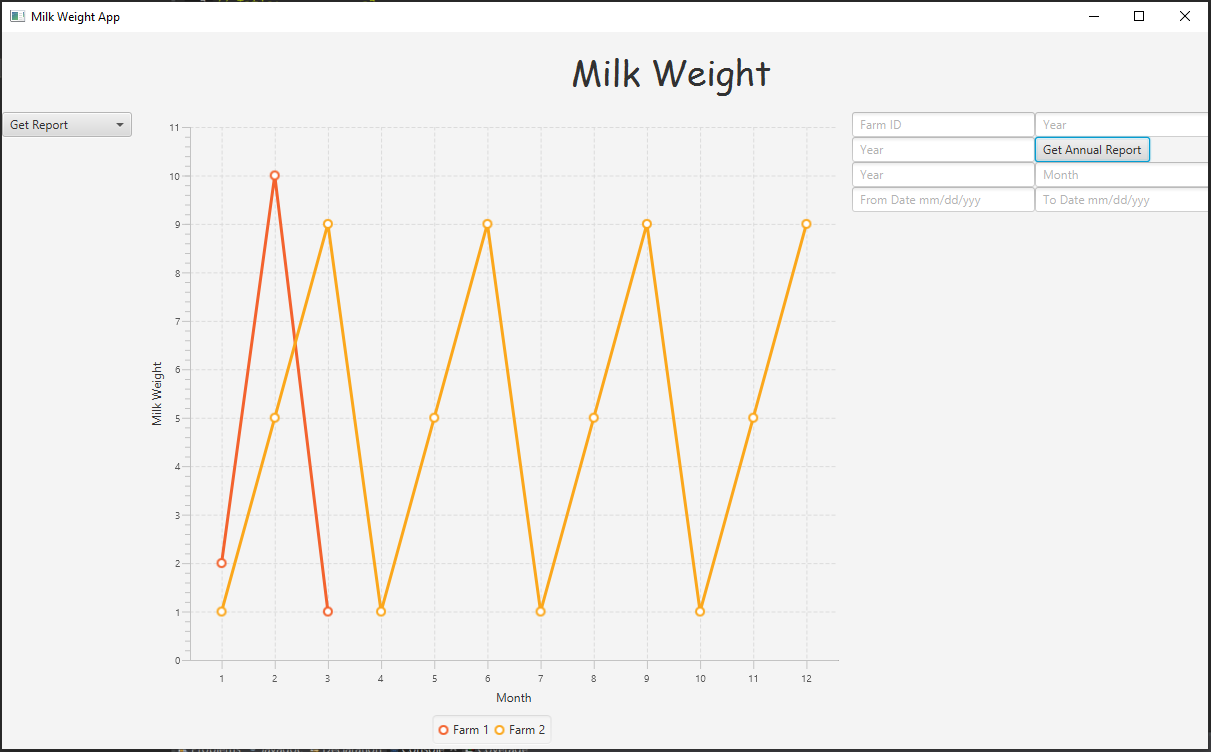 Milk Weight App
Milk Weight
Get Report
Farm ID Year
Year Get Annual Report
Year Month
From Date mm/dd/yyy To Date mm/dd/yyy
11
10
9
8
7
6
5
4
3
2
1
0
Milk Weight
1 2 3 4 5 6 7 8 9 10 11 12
Month
Farm 1 Farm 2